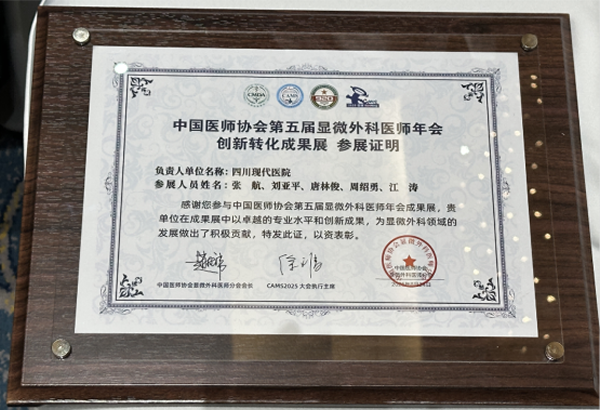 CMDA
CAMS
中国医师协会第五届显微外科医师年会
创新转化成果展 参展证明
负责人单位名称：四川现代医院
参展人员姓名：张 航、刘亚平、唐林俊、周绍勇、江 涛
感谢您参与中国医师协会第五届显微外科医师年会成果展，贵
单位在成果展中以卓越的专业水平和创新成果，为显微外科领域的
发展做出了积极贡献，特发此证，以资表彰。
中国医师协会显微外科医师分会会长 CAMS2025 大会执行主席
中国医师协会